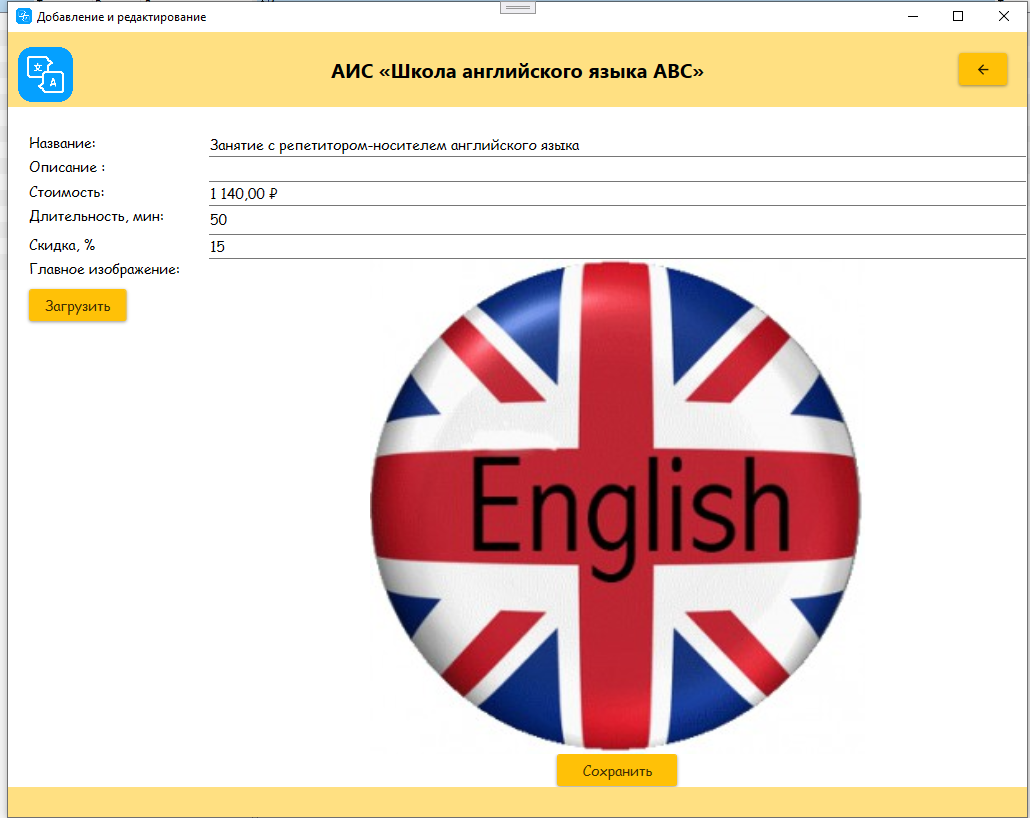 Добавление и редактирование
АИС «Школа английского языка АВС»
Название:
Занятие с репетитором-носителем английского языка
Описание :
Стоимость:
1 140,00 ₽
Длительность, мин:
50
Скидка, %
15
Главное изображение:
Загрузить
English
Сохранить